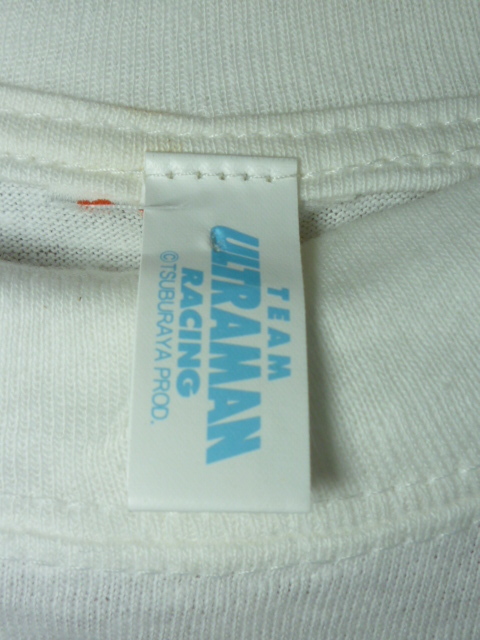 TEAM
ULTRAMAN
RACING
©TSUBURAYA PROD.